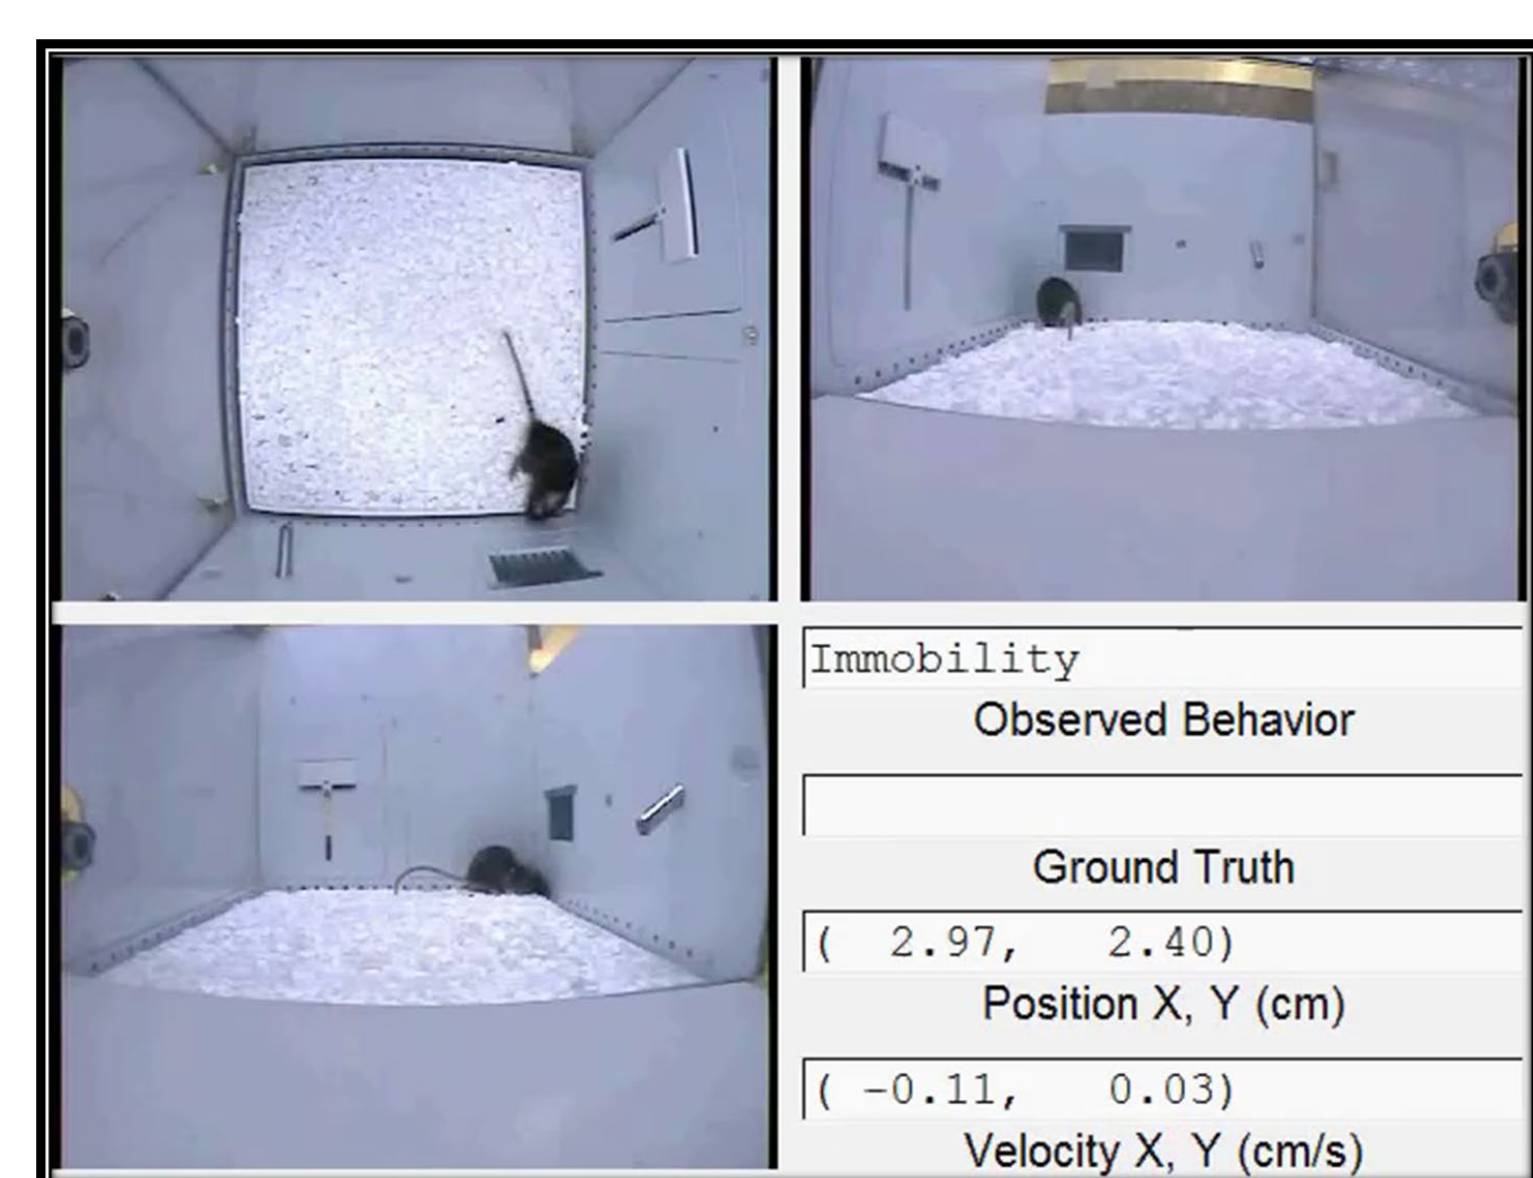 Immobility
Observed Behavior
Ground Truth
( 2.97, 2.40)
Position X, Y (cm)
( -0.11, 0.03)
Velocity X, Y (cm/s)